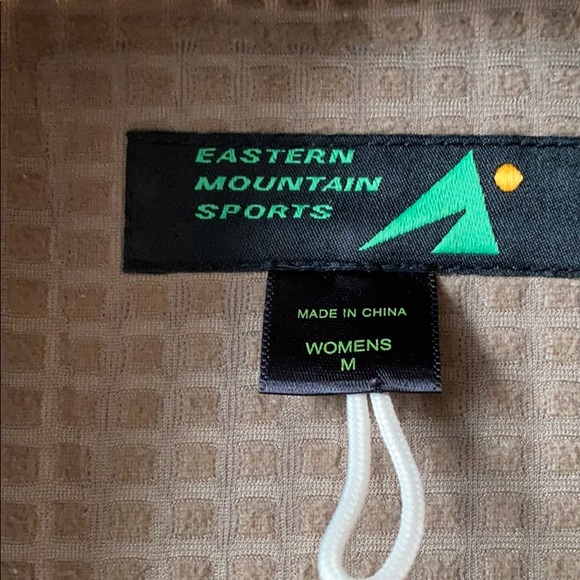 EASTERN
MOUNTAIN
SPORTS
MADE IN CHINA
WOMENS
M